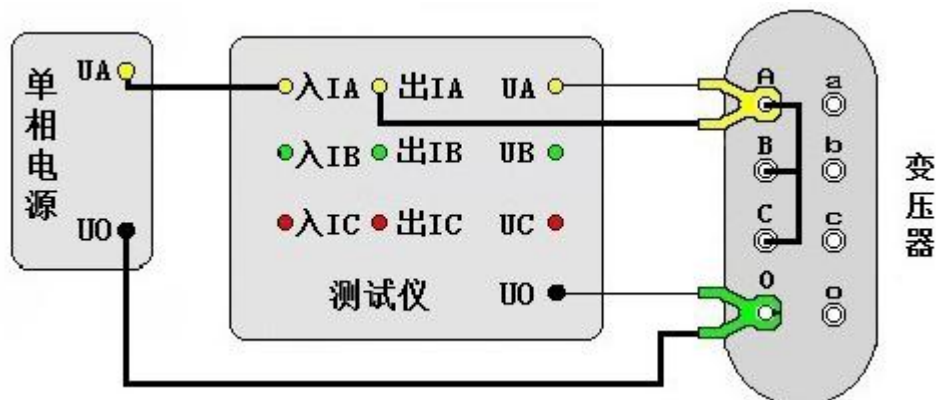 单相电源
UA
UO
入IA 出IA UA
入IB 出IB UB
入IC 出IC UC
测试仪 UO
A a
B b
C c
0 o
变压器